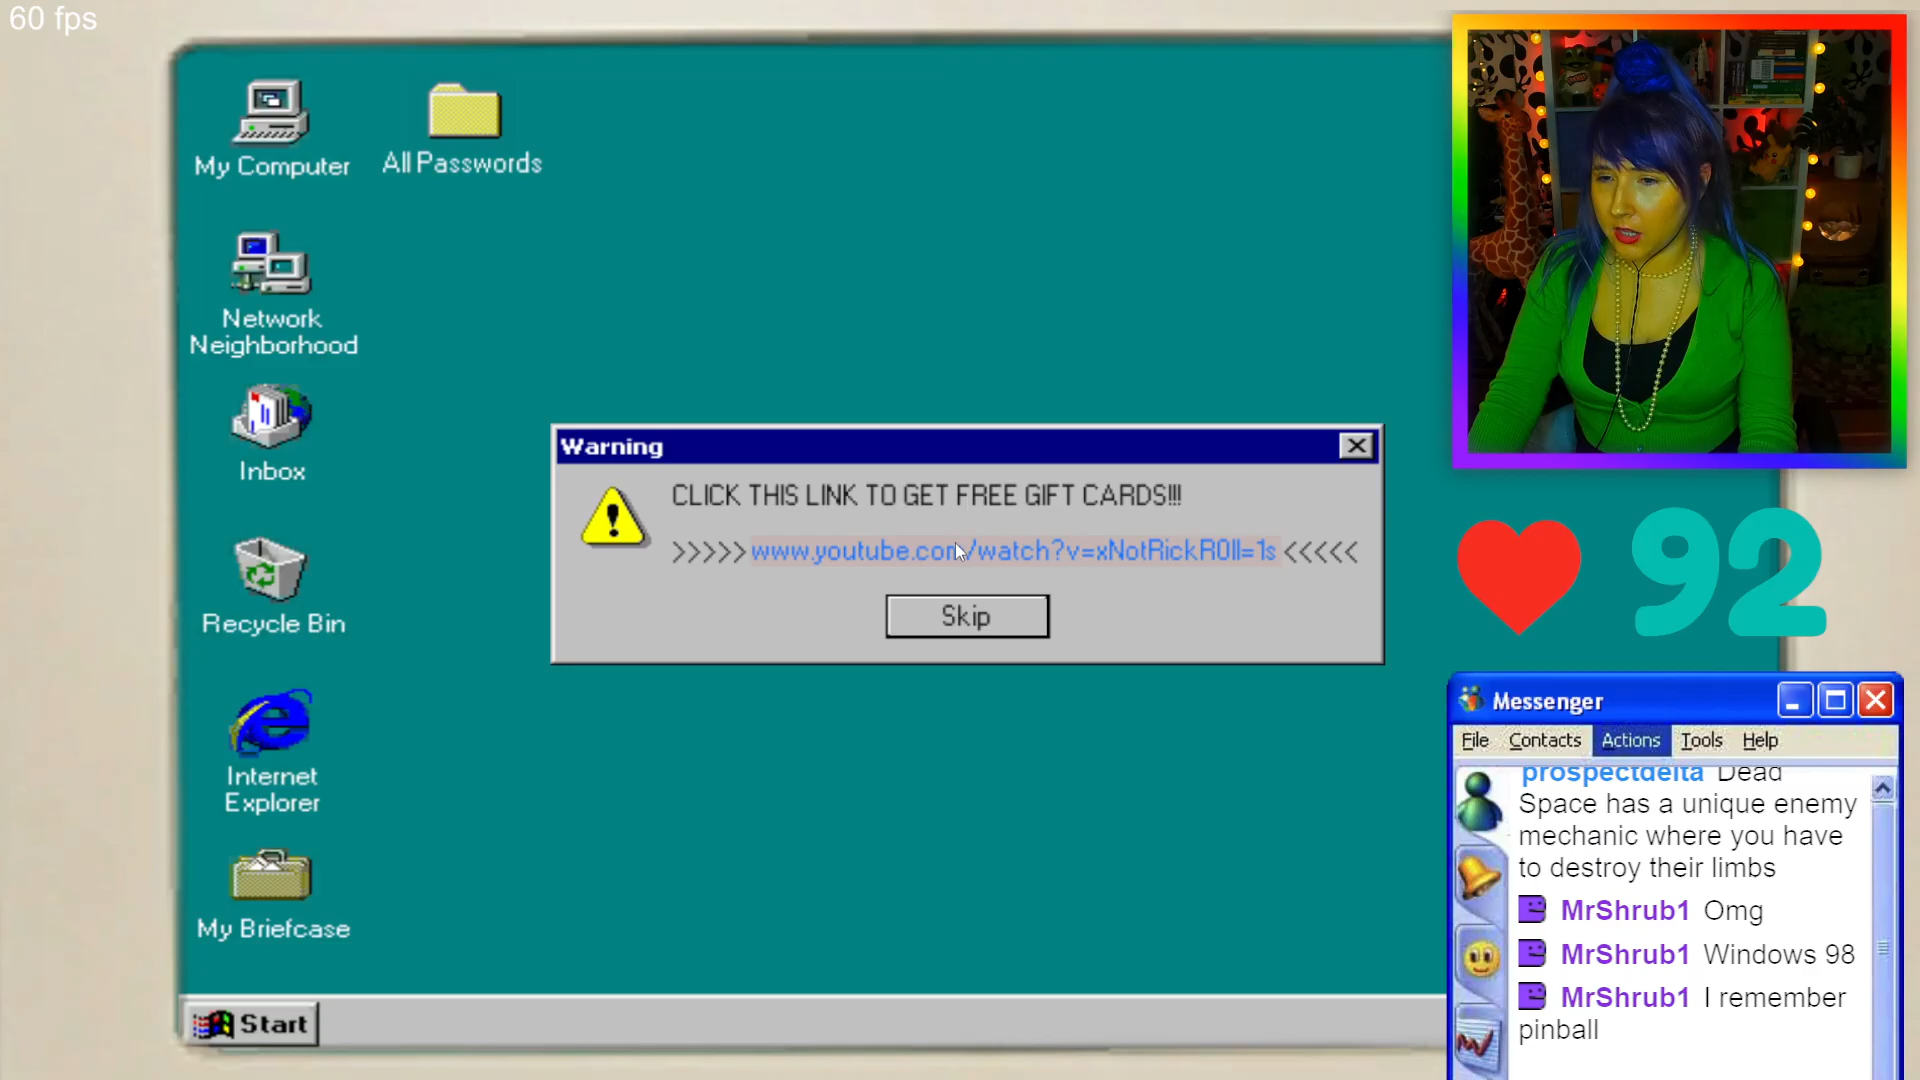 60 fps
My Computer
All Passwords
Network
Neighborhood
Inbox
Recycle Bin
Internet
Explorer
My Briefcase
Start
Warning
CLICK THIS LINK TO GET FREE GIFT CARDS!!!
>>>>> www.youtube.com/watch?v=xNotRickR0ll=1s <<<<<
Skip
92
Messenger
File Contacts Actions Tools Help
prospectdelta Dead
Space has a unique enemy
mechanic where you have
to destroy their limbs
MrShrub1 Omg
MrShrub1 Windows 98
MrShrub1 I remember
pinball